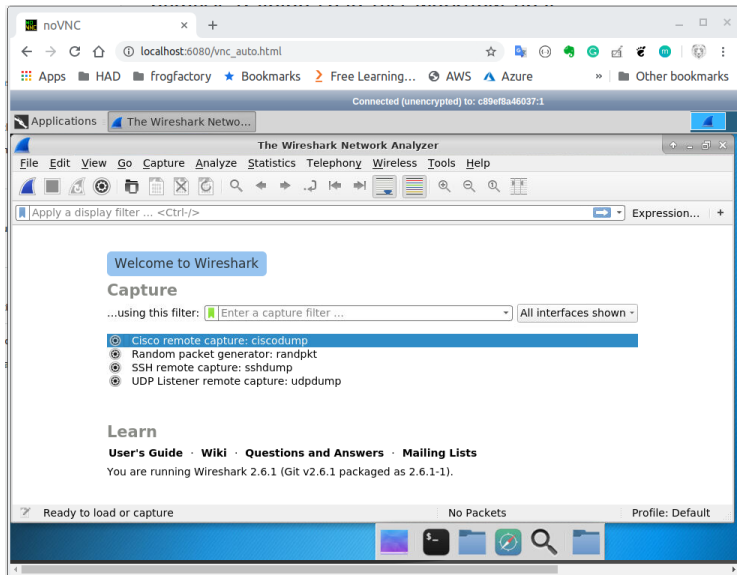 noVNC
localhost:6080/vnc_auto.html
Apps HAD frogfactory Bookmarks Free Learning... AWS Azure » Other bookmarks
Connected (unencrypted) to: c89ef8a46037:1
Applications The Wireshark Netwo...
The Wireshark Network Analyzer
File Edit View Go Capture Analyze Statistics Telephony Wireless Tools Help
Apply a display filter ... <Ctrl-/> Expression... +
Welcome to Wireshark
Capture
...using this filter: Enter a capture filter ... All interfaces shown
Cisco remote capture: ciscodump
Random packet generator: randpkt
SSH remote capture: sshdump
UDP Listener remote capture: udpdump
Learn
User's Guide · Wiki · Questions and Answers · Mailing Lists
You are running Wireshark 2.6.1 (Git v2.6.1 packaged as 2.6.1-1).
Ready to load or capture No Packets Profile: Default